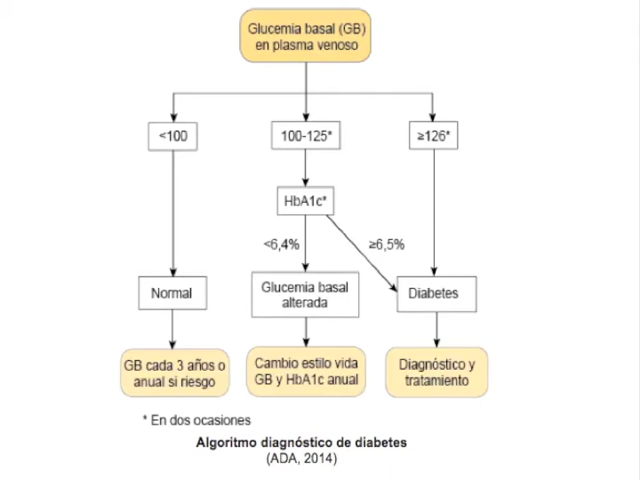 Glucemia basal (GB)
en plasma venoso
<100
100-125*
≥126*
HbA1c*
<6,4%
≥6,5%
Normal
Glucemia basal
alterada
Diabetes
GB cada 3 años o
anual si riesgo
Cambio estilo vida
GB y HbA1c anual
Diagnóstico y
tratamiento
* En dos ocasiones
Algoritmo diagnóstico de diabetes
(ADA, 2014)